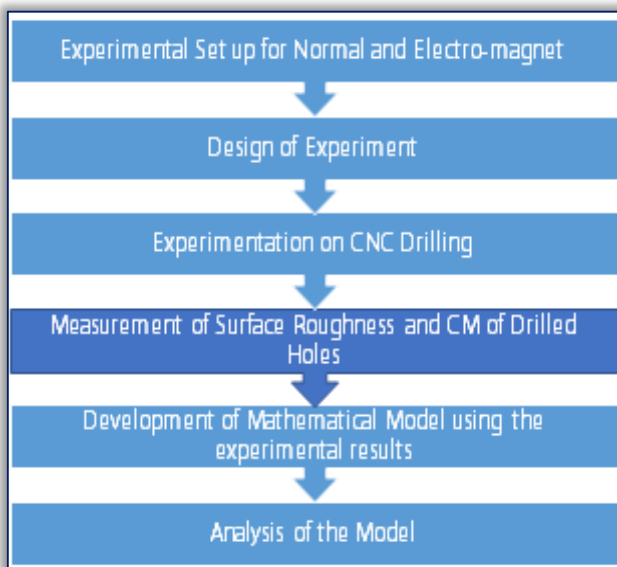 Experimental Set up for Normal and Electro-magnet
Design of Experiment
Experimentation on CNC Drilling
Measurement of Surface Roughness and CM of Drilled
Holes
Development of Mathematical Model using the
experimental results
Analysis of the Model